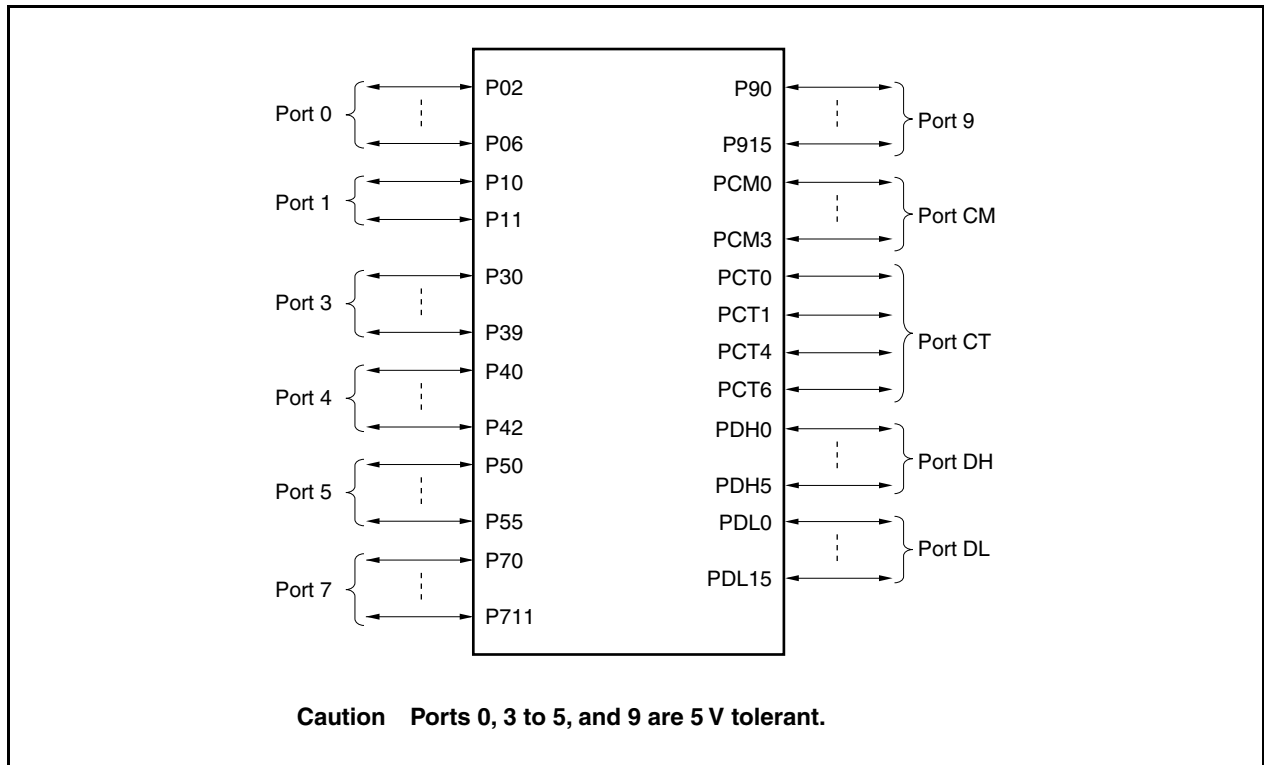 Port 0
P02
P06
Port 1
P10
P11
Port 3
P30
P39
Port 4
P40
P42
Port 5
P50
P55
Port 7
P70
P711
P90
P915
Port 9
PCM0
PCM3
Port CM
PCT0
PCT1
PCT4
PCT6
Port CT
PDH0
PDH5
Port DH
PDL0
PDL15
Port DL
Caution Ports 0, 3 to 5, and 9 are 5 V tolerant.